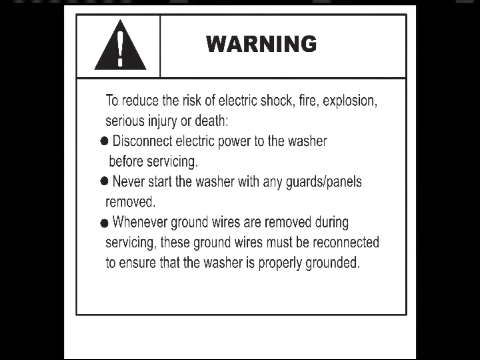 WARNING
To reduce the risk of electric shock, fire, explosion,
serious injury or death:
● Disconnect electric power to the washer
before servicing.
● Never start the washer with any guards/panels
removed.
● Whenever ground wires are removed during
servicing, these ground wires must be reconnected
to ensure that the washer is properly grounded.